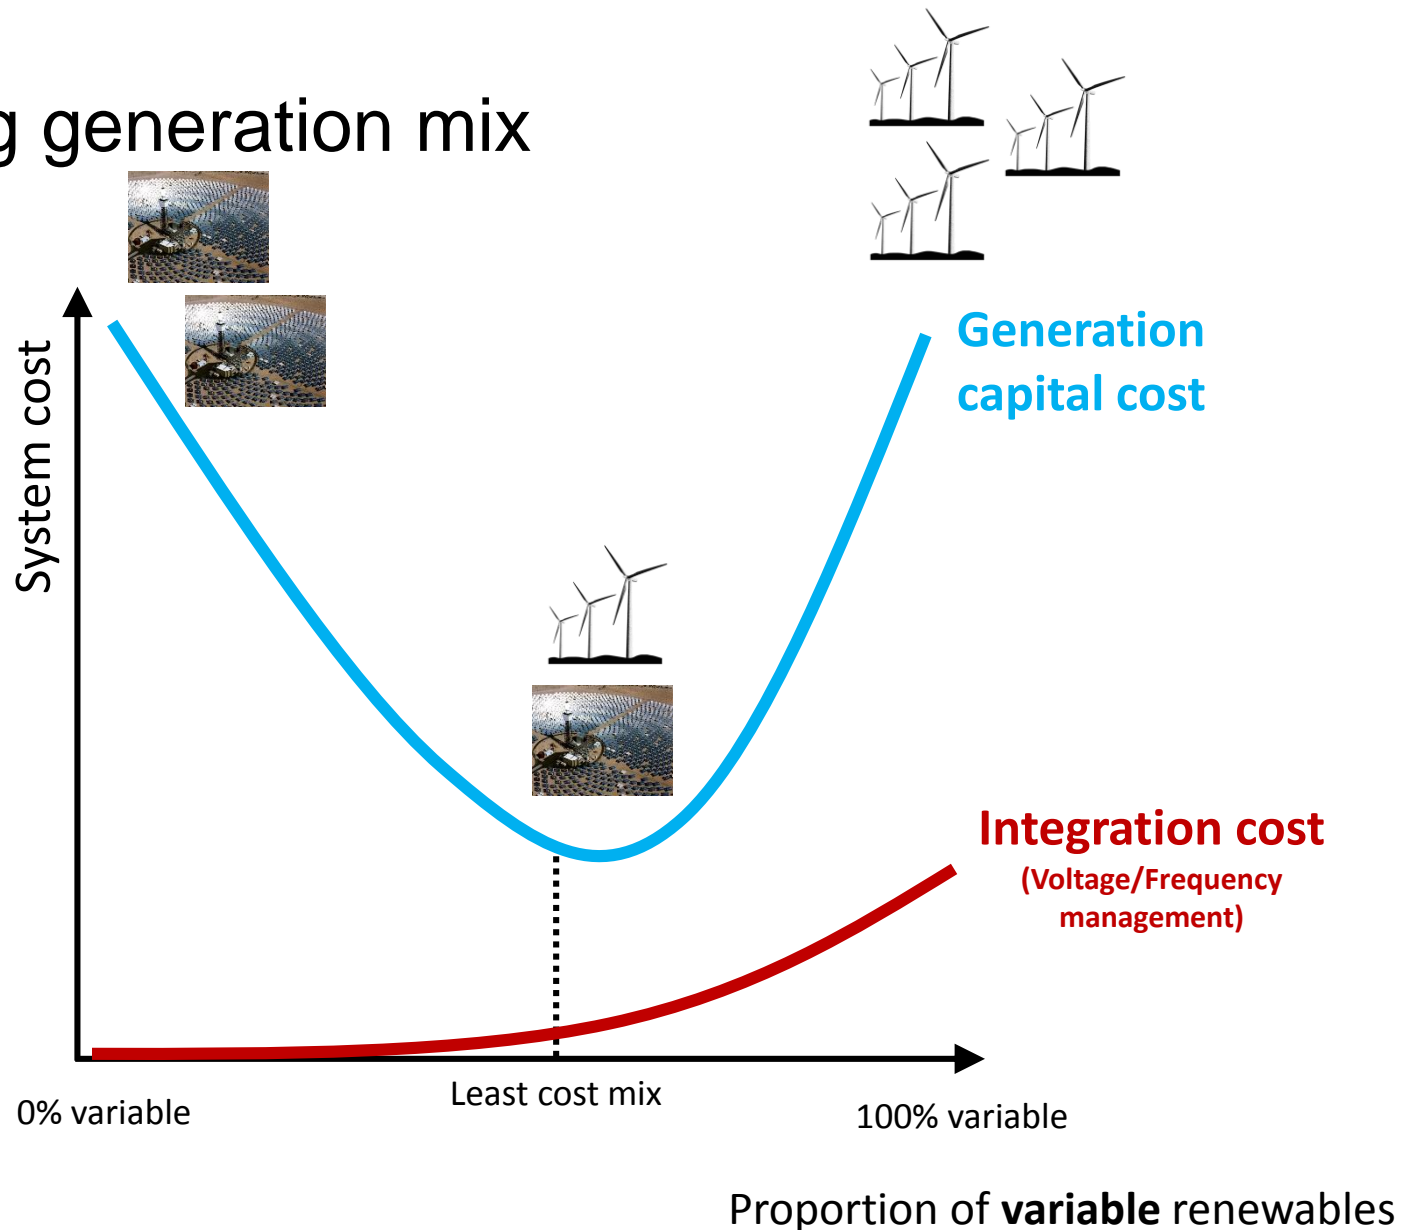 g generation mix
System cost
Generation
capital cost
Integration cost
(Voltage/Frequency
management)
0% variable
Least cost mix
100% variable
Proportion of variable renewables